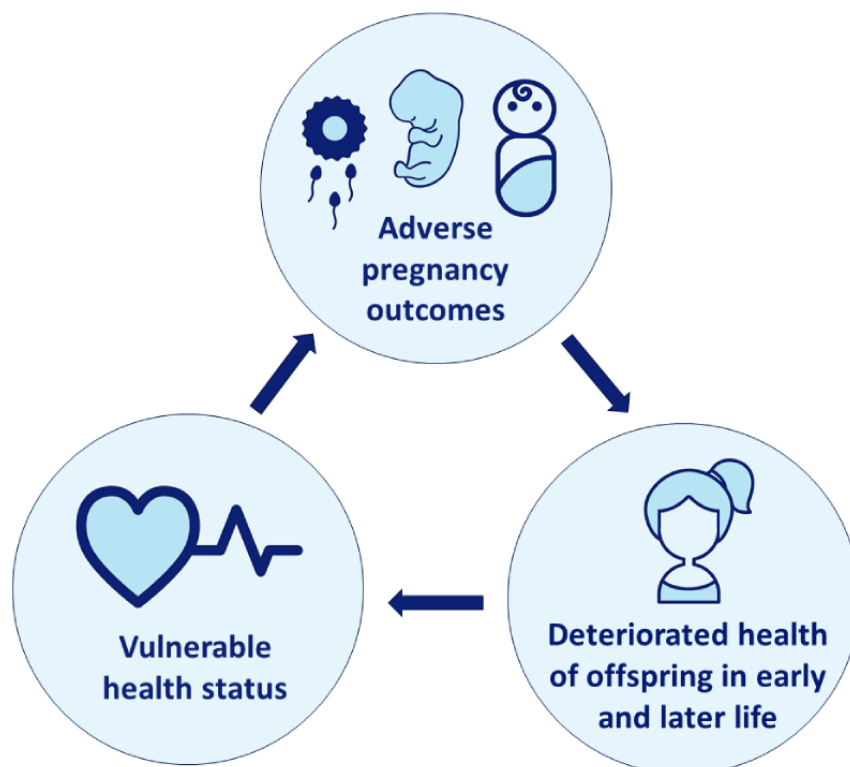 Adverse
pregnancy
outcomes
Vulnerable
health status
Deteriorated health
of offspring in early
and later life